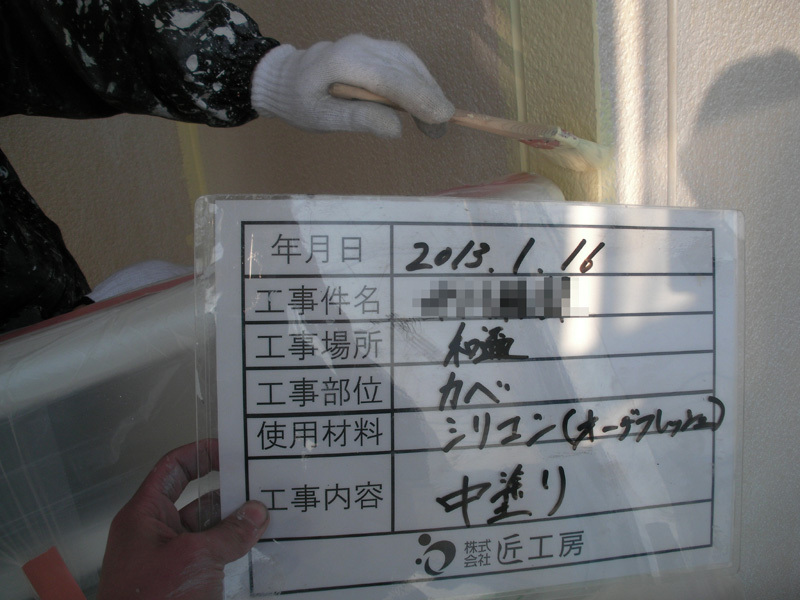 年月日 2013.1.16
工事件名
工事場所
工事部位 カベ
使用材料 シリコン(オーデフレッシュ)
工事内容 中塗り
株式会社 匠工房